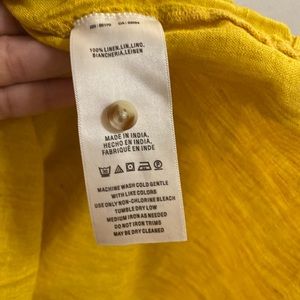 100% LINEN, LIN, LINO,
BIANCHERIA, LEINEN
MADE IN INDIA,
HECHO EN INDIA,
FABRIQUÉ EN INDE
MACHINE WASH COLD GENTLE
WITH LIKE COLORS
USE ONLY NON-CHLORINE BLEACH
TUMBLE DRY LOW
MEDIUM IRON AS NEEDED
DO NOT IRON TRIMS
MAY BE DRY CLEANED